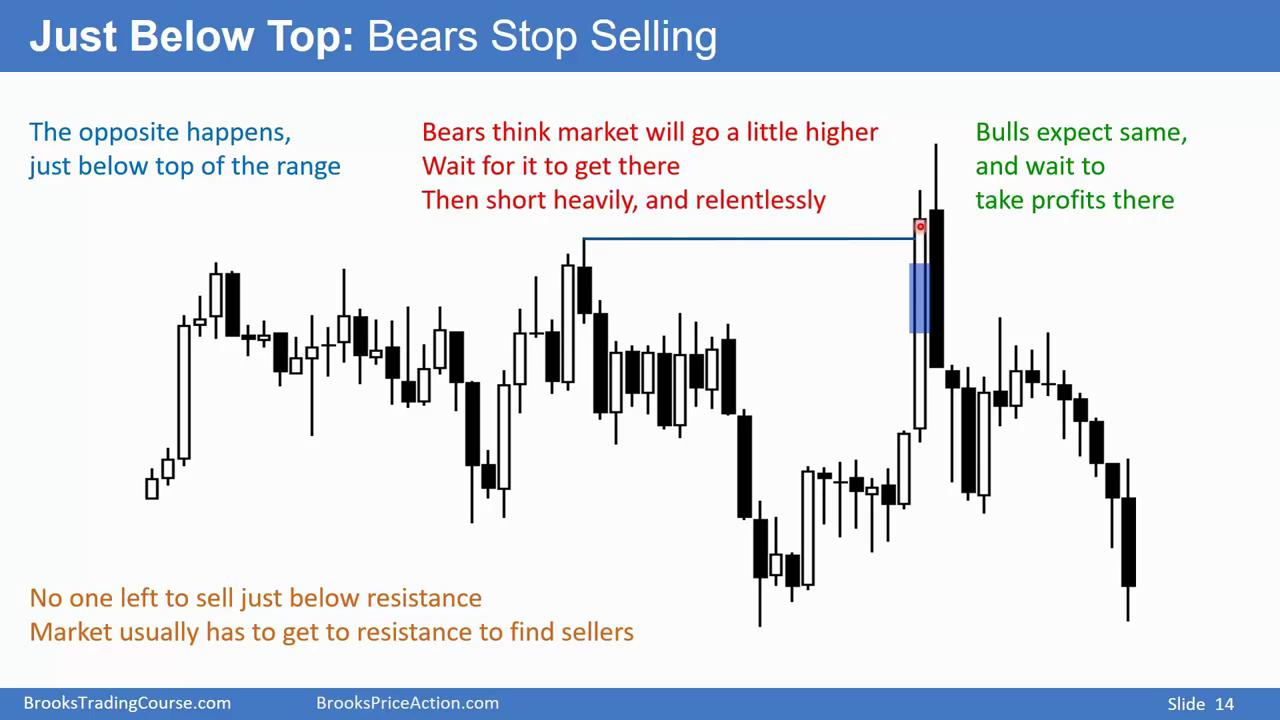 Just Below Top: Bears Stop Selling
The opposite happens,
just below top of the range
Bears think market will go a little higher
Wait for it to get there
Then short heavily, and relentlessly
Bulls expect same,
and wait to
take profits there
No one left to sell just below resistance
Market usually has to get to resistance to find sellers
BrooksTradingCourse.com
BrooksPriceAction.com
Slide 14